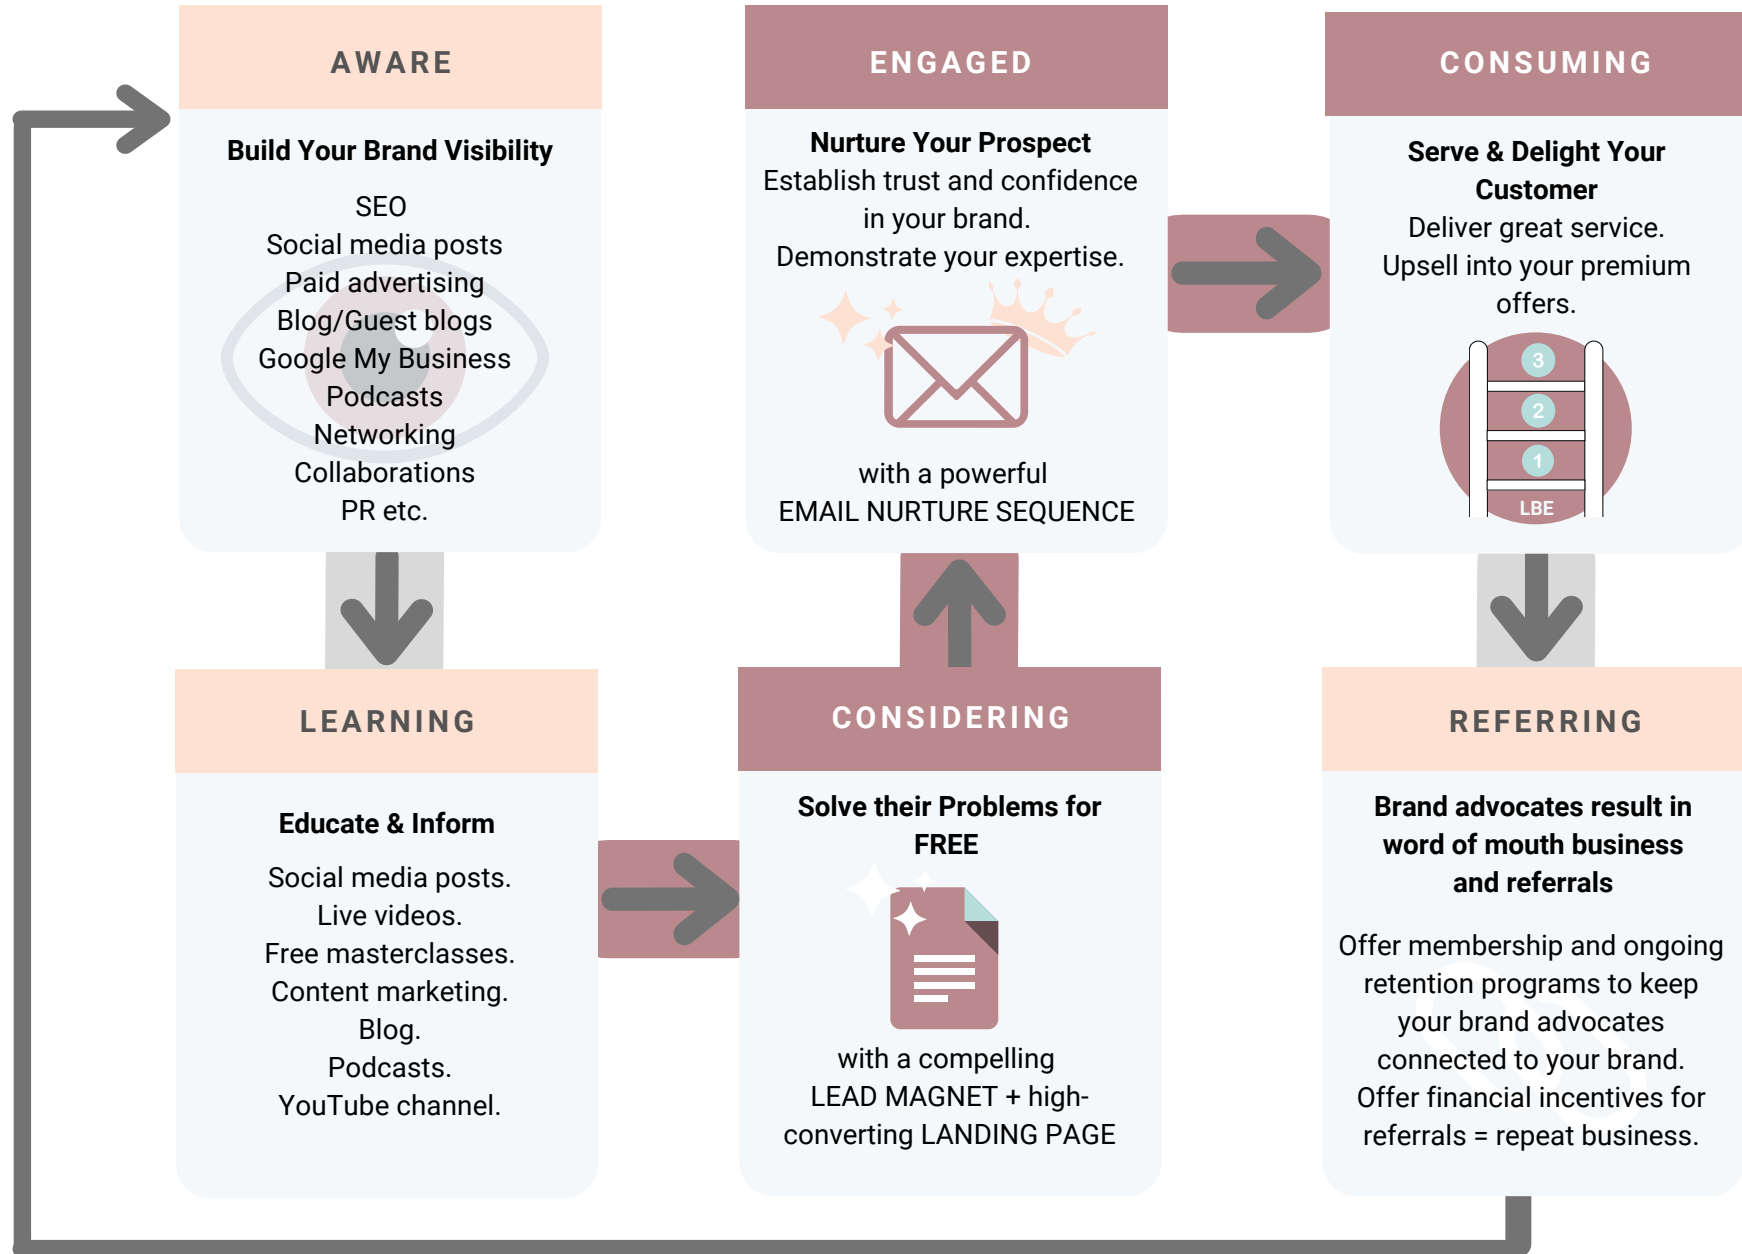 AWARE
Build Your Brand Visibility
SEO
Social media posts
Paid advertising
Blog/Guest blogs
Google My Business
Podcasts
Networking
Collaborations
PR etc.
LEARNING
Educate & Inform
Social media posts.
Live videos.
Free masterclasses.
Content marketing.
Blog.
Podcasts.
YouTube channel.
CONSIDERING
Solve their Problems for
FREE
with a compelling
LEAD MAGNET + high-
converting LANDING PAGE
ENGAGED
Nurture Your Prospect
Establish trust and confidence
in your brand.
Demonstrate your expertise.
with a powerful
EMAIL NURTURE SEQUENCE
CONSUMING
Serve & Delight Your
Customer
Deliver great service.
Upsell into your premium
offers.
3
2
1
LBE
REFERRING
Brand advocates result in
word of mouth business
and referrals
Offer membership and ongoing
retention programs to keep
your brand advocates
connected to your brand.
Offer financial incentives for
referrals = repeat business.